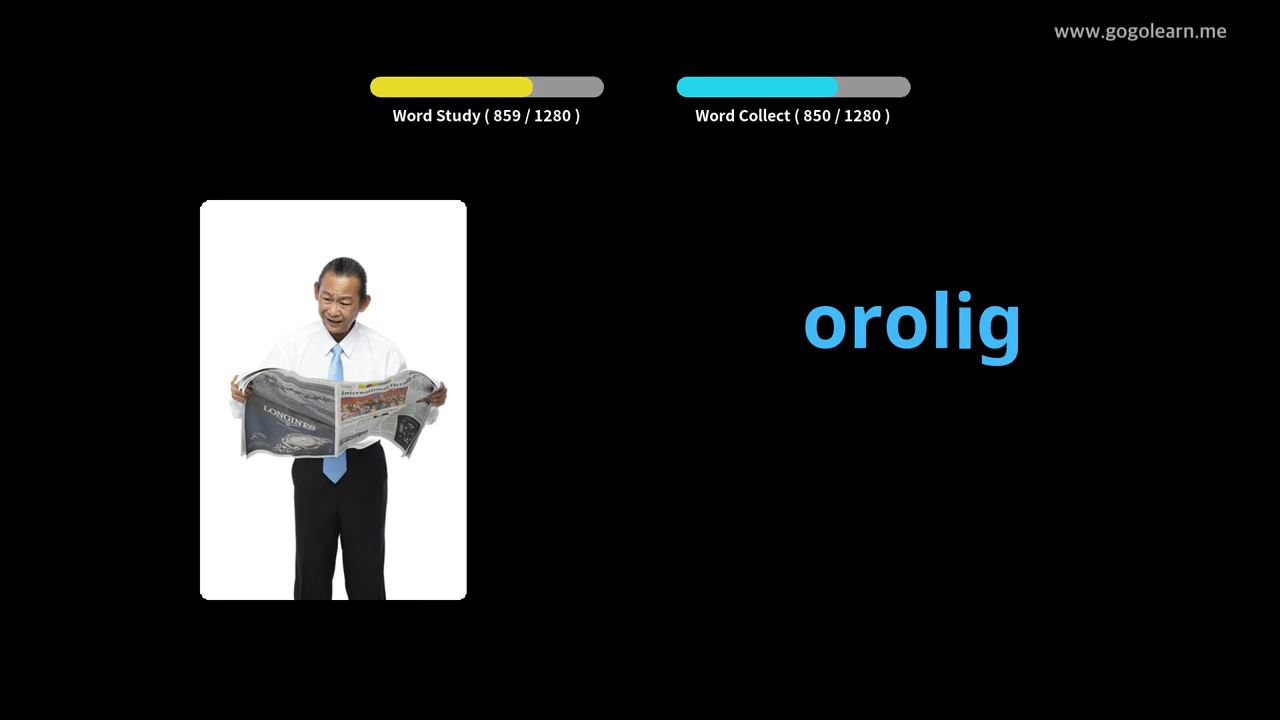 www.gogolearn.me
Word Study ( 859 / 1280 )
Word Collect ( 850 / 1280 )
orolig
LONGINES
International Herald